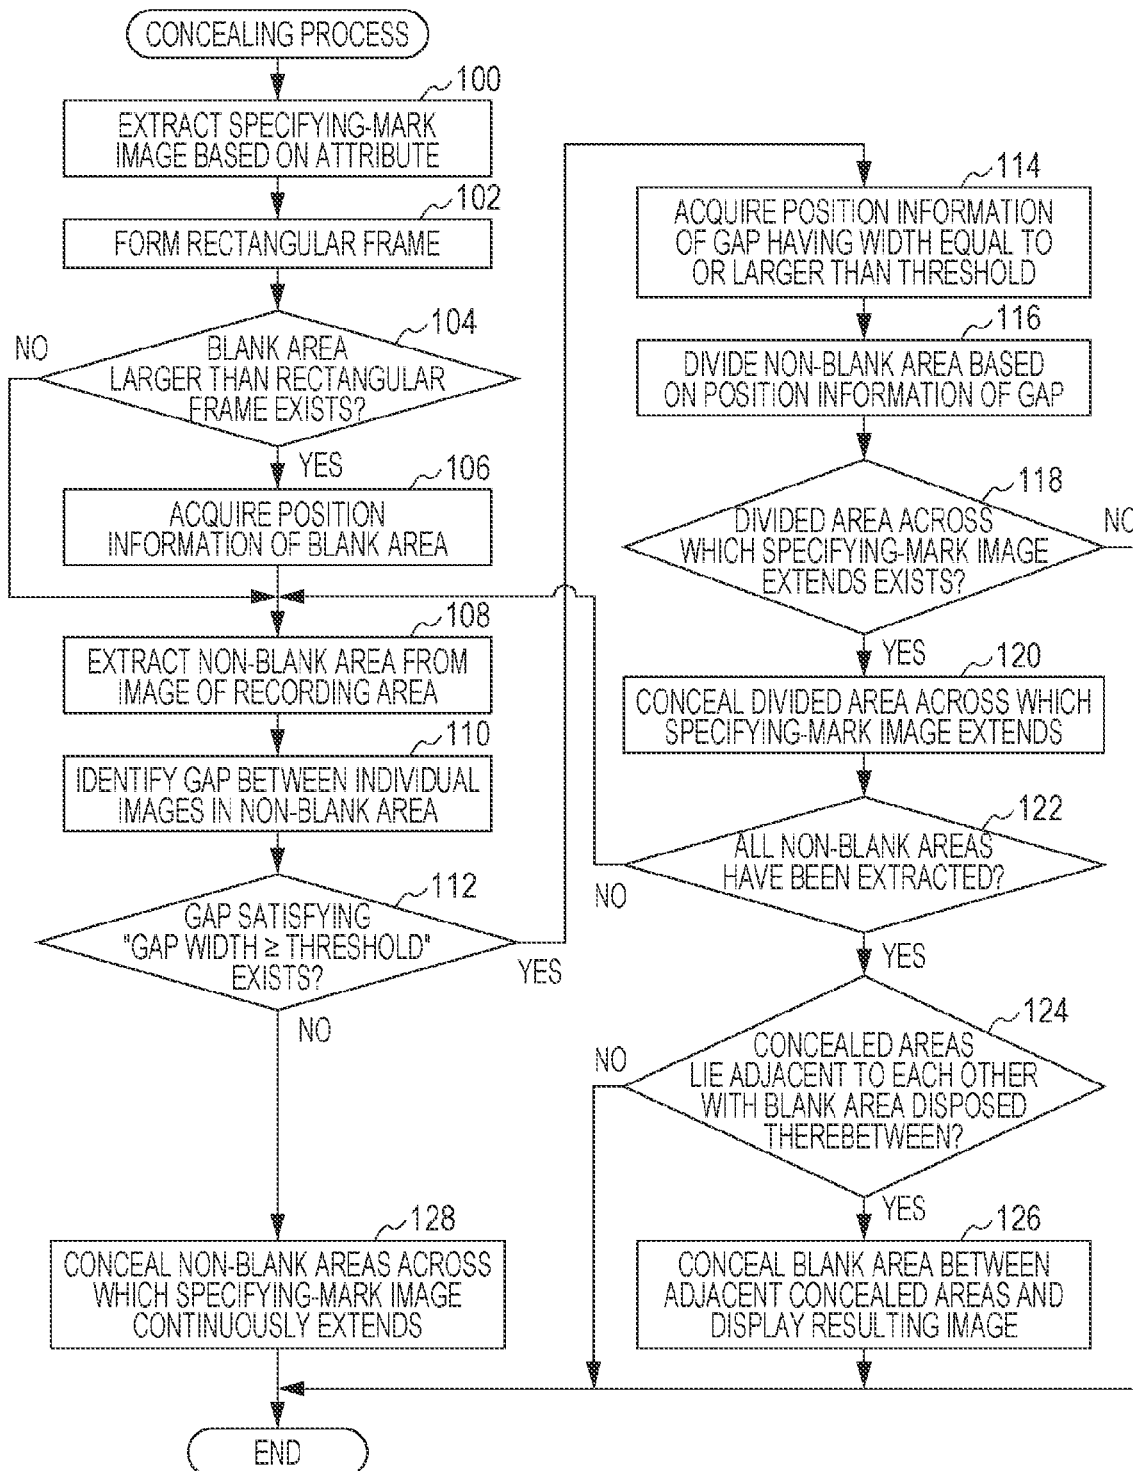 CONCEALING PROCESS
100
EXTRACT SPECIFYING-MARK
IMAGE BASED ON ATTRIBUTE
102
FORM RECTANGULAR FRAME
104
NO
BLANK AREA
LARGER THAN RECTANGULAR
FRAME EXISTS?
YES
106
ACQUIRE POSITION
INFORMATION OF BLANK AREA
108
EXTRACT NON-BLANK AREA FROM
IMAGE OF RECORDING AREA
110
IDENTIFY GAP BETWEEN INDIVIDUAL
IMAGES IN NON-BLANK AREA
112
GAP SATISFYING
"GAP WIDTH ≥ THRESHOLD"
EXISTS?
YES
NO
128
CONCEAL NON-BLANK AREAS ACROSS
WHICH SPECIFYING-MARK IMAGE
CONTINUOUSLY EXTENDS
END
114
ACQUIRE POSITION INFORMATION
OF GAP HAVING WIDTH EQUAL TO
OR LARGER THAN THRESHOLD
116
DIVIDE NON-BLANK AREA BASED
ON POSITION INFORMATION OF GAP
118
DIVIDED AREA ACROSS
WHICH SPECIFYING-MARK IMAGE
EXTENDS EXISTS?
NO
YES
120
CONCEAL DIVIDED AREA ACROSS WHICH
SPECIFYING-MARK IMAGE EXTENDS
122
ALL NON-BLANK AREAS
HAVE BEEN EXTRACTED?
NO
YES
124
NO
CONCEALED AREAS
LIE ADJACENT TO EACH OTHER
WITH BLANK AREA DISPOSED
THEREBETWEEN?
YES
126
CONCEAL BLANK AREA BETWEEN
ADJACENT CONCEALED AREAS AND
DISPLAY RESULTING IMAGE